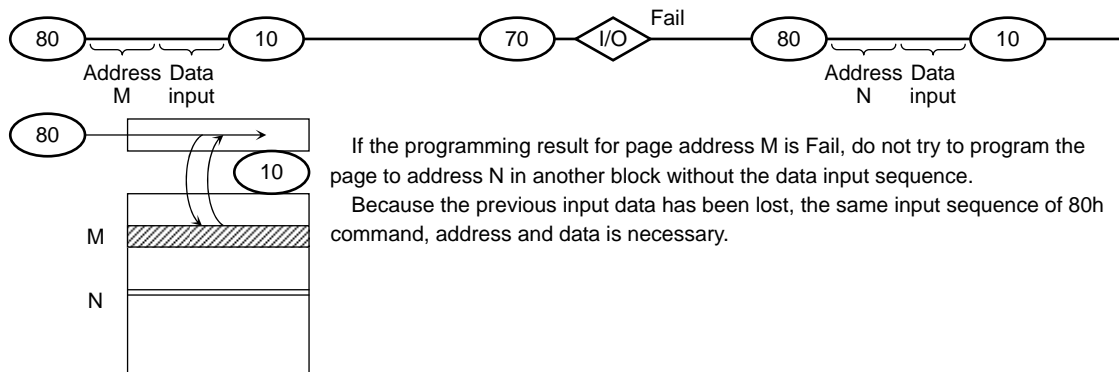 Fail
80 10 70 I/O 80 10
Address Data Address Data
M input N input
80
If the programming result for page address M is Fail, do not try to program the
10
page to address N in another block without the data input sequence.
Because the previous input data has been lost, the same input sequence of 80h
M
command, address and data is necessary.
N